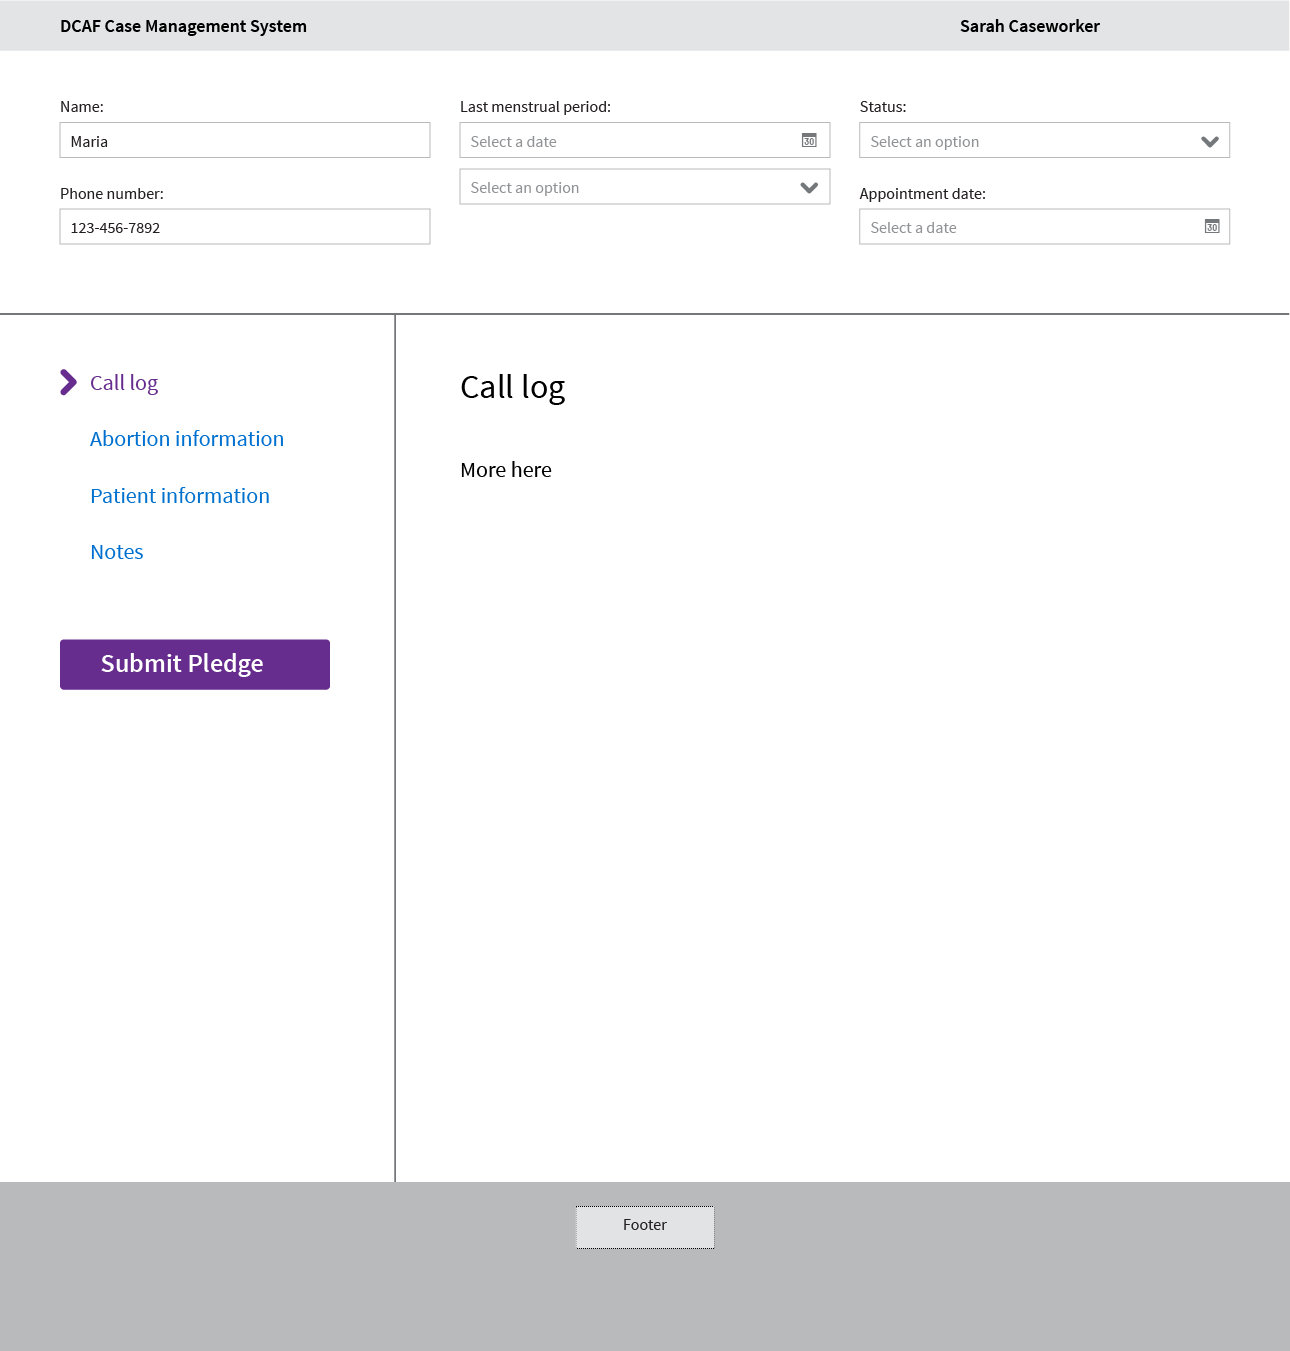 DCAF Case Management System
Sarah Caseworker
Name:
Maria
Phone number:
123-456-7892
Last menstrual period:
Select a date
30
Select an option
Status:
Select an option
Appointment date:
Select a date
30
Call log
Abortion information
Patient information
Notes
Submit Pledge
Call log
More here
Footer